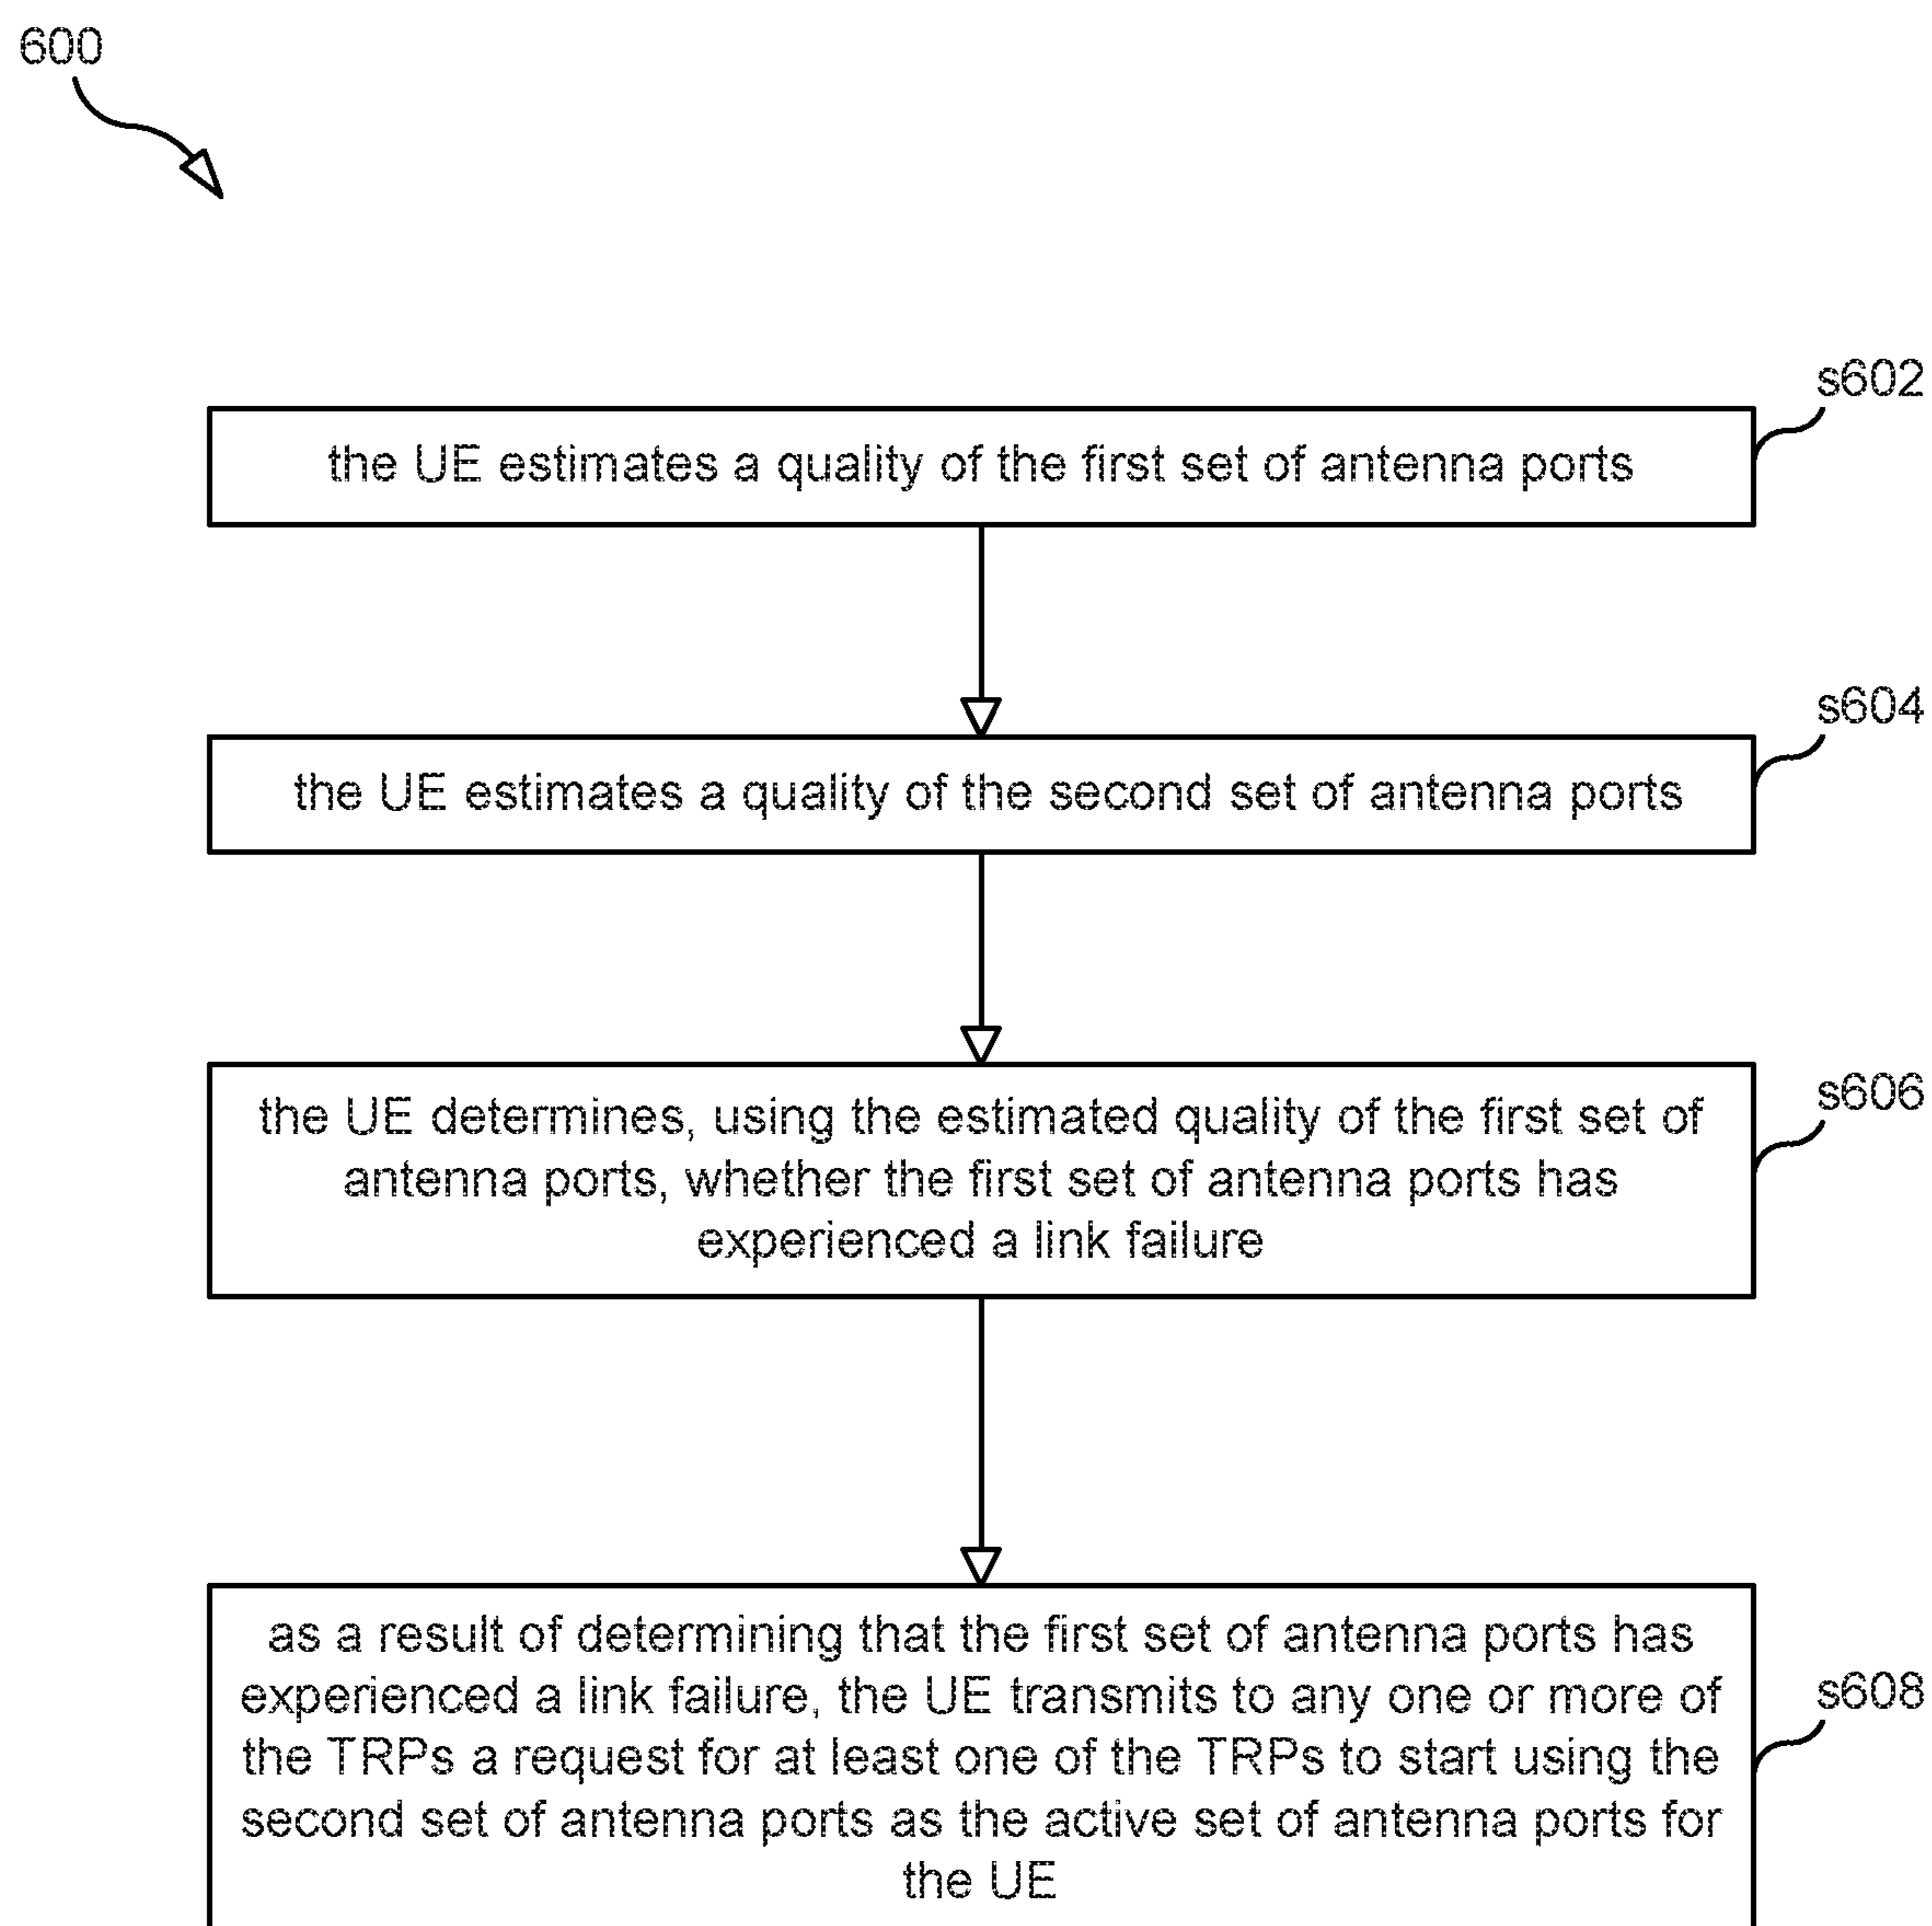 600
s602
the UE estimates a quality of the first set of antenna ports
s604
the UE estimates a quality of the second set of antenna ports
s606
the UE determines, using the estimated quality of the first set of
antenna ports, whether the first set of antenna ports has
experienced a link failure
as a result of determining that the first set of antenna ports has
experienced a link failure, the UE transmits to any one or more of
s608
the TRPs a request for at least one of the TRPs to start using the
second set of antenna ports as the active set of antenna ports for
the UE